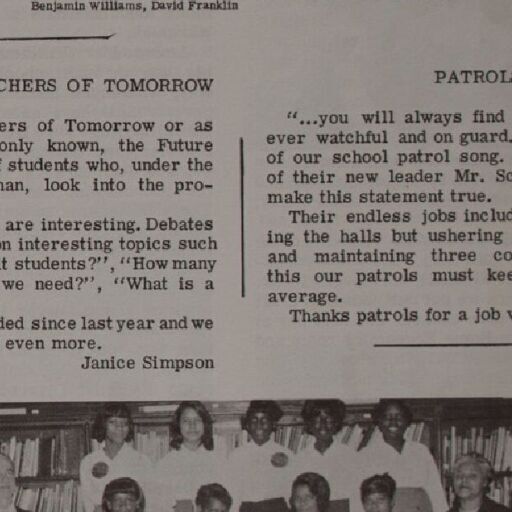 Benjamin Williams, David Franklin
CHERS OF TOMORROW
ers of Tomorrow or as
only known, the Future
f students who, under the
man, look into the pro-
are interesting. Debates
on interesting topics such
t students?", "How many
we need?", "What is a
ded since last year and we
even more.
Janice Simpson
PATROL
"...you will always find
ever watchful and on guard.
of our school patrol song.
of their new leader Mr. Sc
make this statement true.
Their endless jobs includ
ing the halls but ushering
and maintaining three co
this our patrols must kee
average.
Thanks patrols for a job w